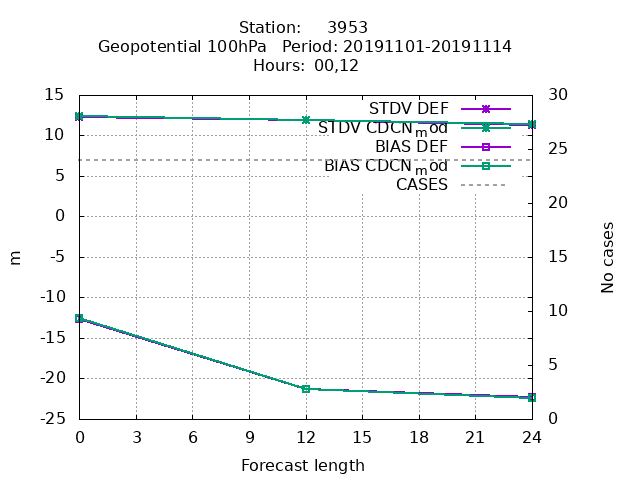 Station: 3953
Geopotential 100hPa Period: 20191101-20191114
Hours: 00,12
STDV DEF
STDV CDCNmod
BIAS DEF
BIAS CDCNmod
CASES
15
10
5
0
-5
-10
-15
-20
-25
m
30
25
20
15
10
5
0
No cases
0 3 6 9 12 15 18 21 24
Forecast length